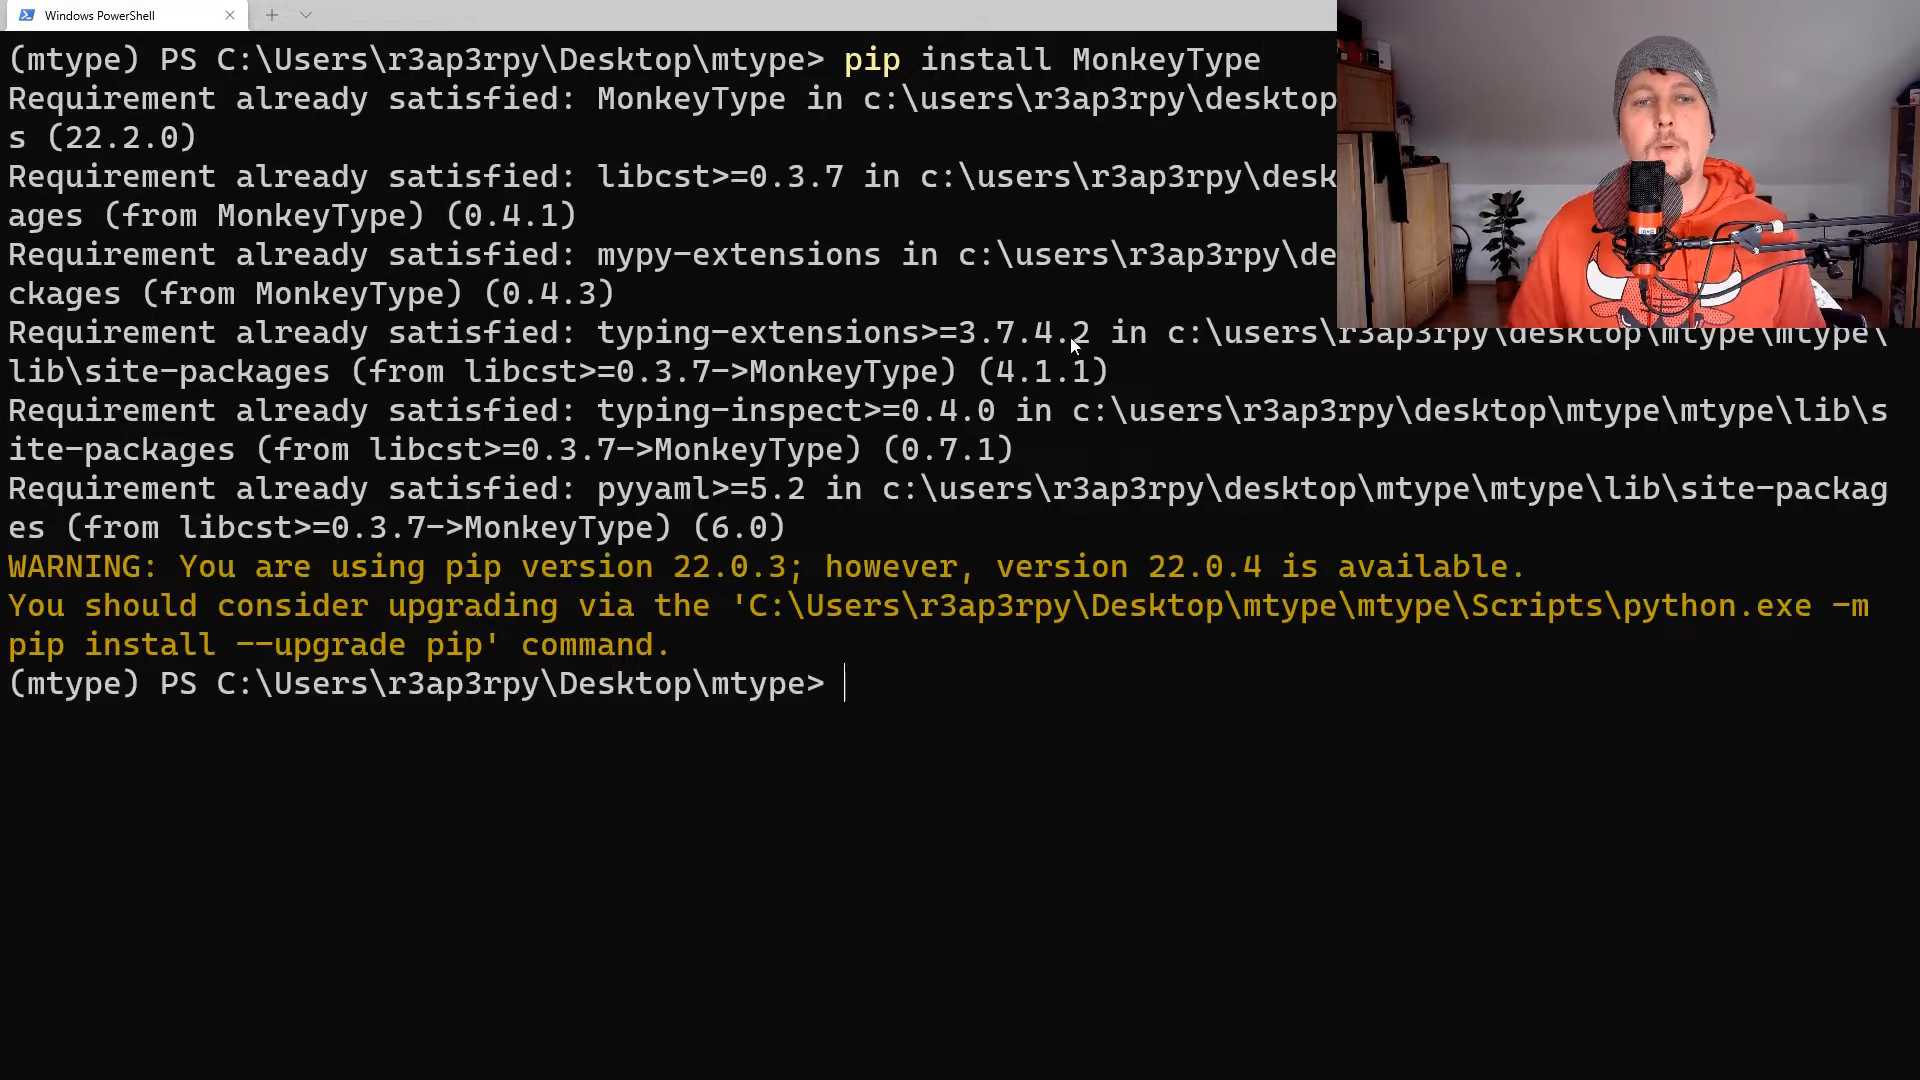 Windows PowerShell
(mtype) PS C:\Users\r3ap3rpy\Desktop\mtype> pip install MonkeyType
Requirement already satisfied: MonkeyType in c:\users\r3ap3rpy\desktop
s (22.2.0)
Requirement already satisfied: libcst>=0.3.7 in c:\users\r3ap3rpy\desk
ages (from MonkeyType) (0.4.1)
Requirement already satisfied: mypy-extensions in c:\users\r3ap3rpy\de
ckages (from MonkeyType) (0.4.3)
Requirement already satisfied: typing-extensions>=3.7.4.2 in c:\users\r3ap3rpy\desktop\mtype\mtype\
lib\site-packages (from libcst>=0.3.7->MonkeyType) (4.1.1)
Requirement already satisfied: typing-inspect>=0.4.0 in c:\users\r3ap3rpy\desktop\mtype\mtype\lib\s
ite-packages (from libcst>=0.3.7->MonkeyType) (0.7.1)
Requirement already satisfied: pyyaml>=5.2 in c:\users\r3ap3rpy\desktop\mtype\mtype\lib\site-packag
es (from libcst>=0.3.7->MonkeyType) (6.0)
WARNING: You are using pip version 22.0.3; however, version 22.0.4 is available.
You should consider upgrading via the 'C:\Users\r3ap3rpy\Desktop\mtype\mtype\Scripts\python.exe -m
pip install --upgrade pip' command.
(mtype) PS C:\Users\r3ap3rpy\Desktop\mtype>